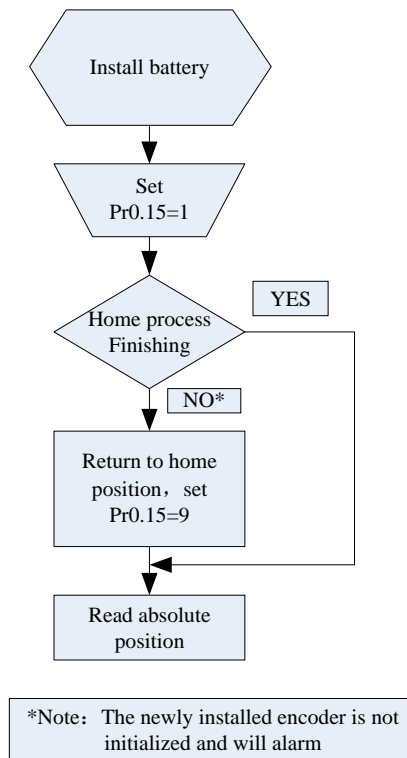 Install battery
Set
Pr0.15=1
Home process
Finishing
YES
NO*
Return to home
position，set
Pr0.15=9
Read absolute
position
*Note：The newly installed encoder is not
initialized and will alarm